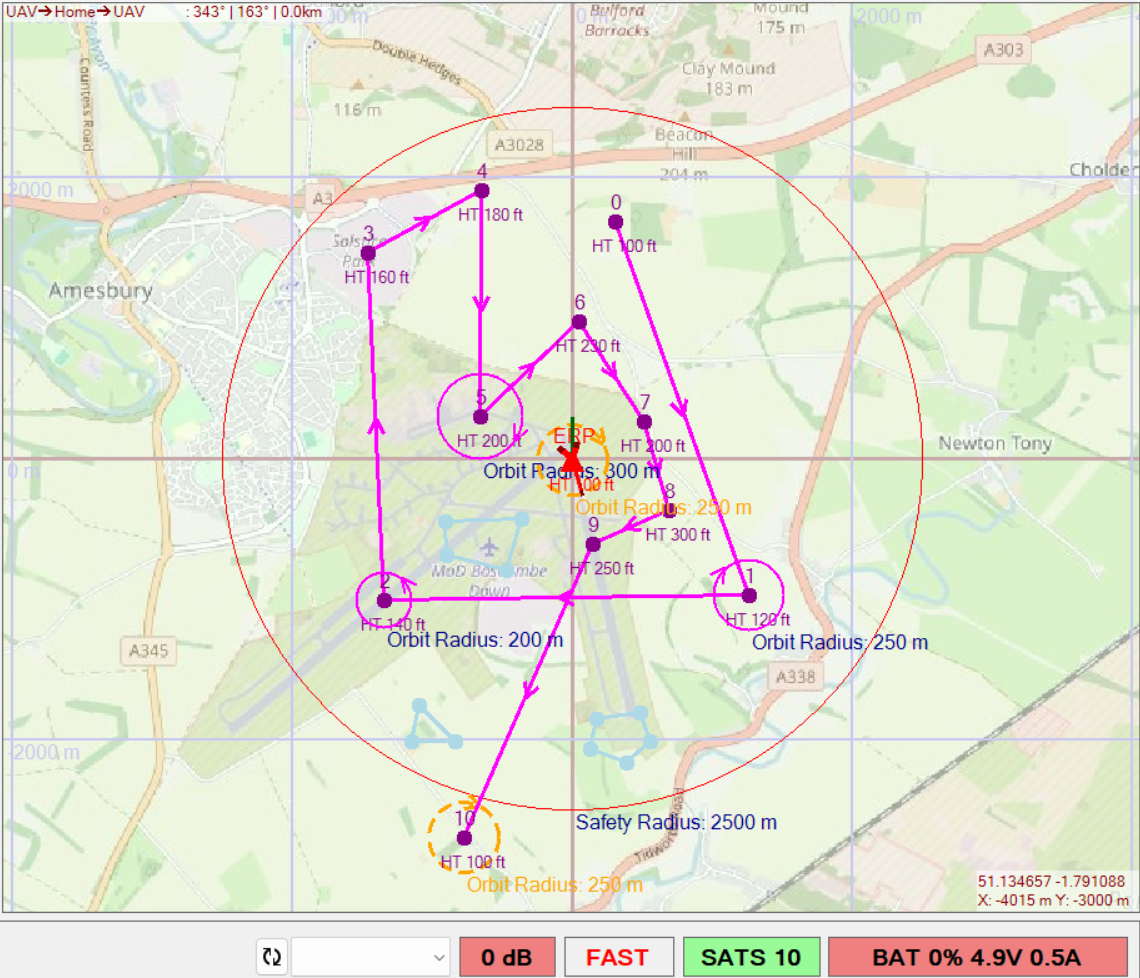 UAV➔Home➔UAV : 343° | 163° | 0.0km
0 m
2000 m
Bulford
Barracks
Mound
175 m
A303
Double Hedges
Countess Road
Clay Mound
183 m
116 m
A3028
Beacon
Hill
204 m
Cholder
2000 m
A3
4
HT 180 ft
0
HT 100 ft
3
Solstice
Park
HT 160 ft
Amesbury
6
HT 230 ft
5
HT 200 ft
7
HT 200 ft
ERP
Newton Tony
0 m
Orbit Radius: 300 m
Orbit Radius: 250 m
8
HT 300 ft
9
HT 250 ft
MoD Boscombe
Down
2
HT 140 ft
1
HT 120 ft
Orbit Radius: 200 m
Orbit Radius: 250 m
A345
A338
-2000 m
10
HT 100 ft
Safety Radius: 2500 m
Orbit Radius: 250 m
51.134657 -1.791088
X: -4015 m Y: -3000 m
0 dB
FAST
SATS 10
BAT 0% 4.9V 0.5A